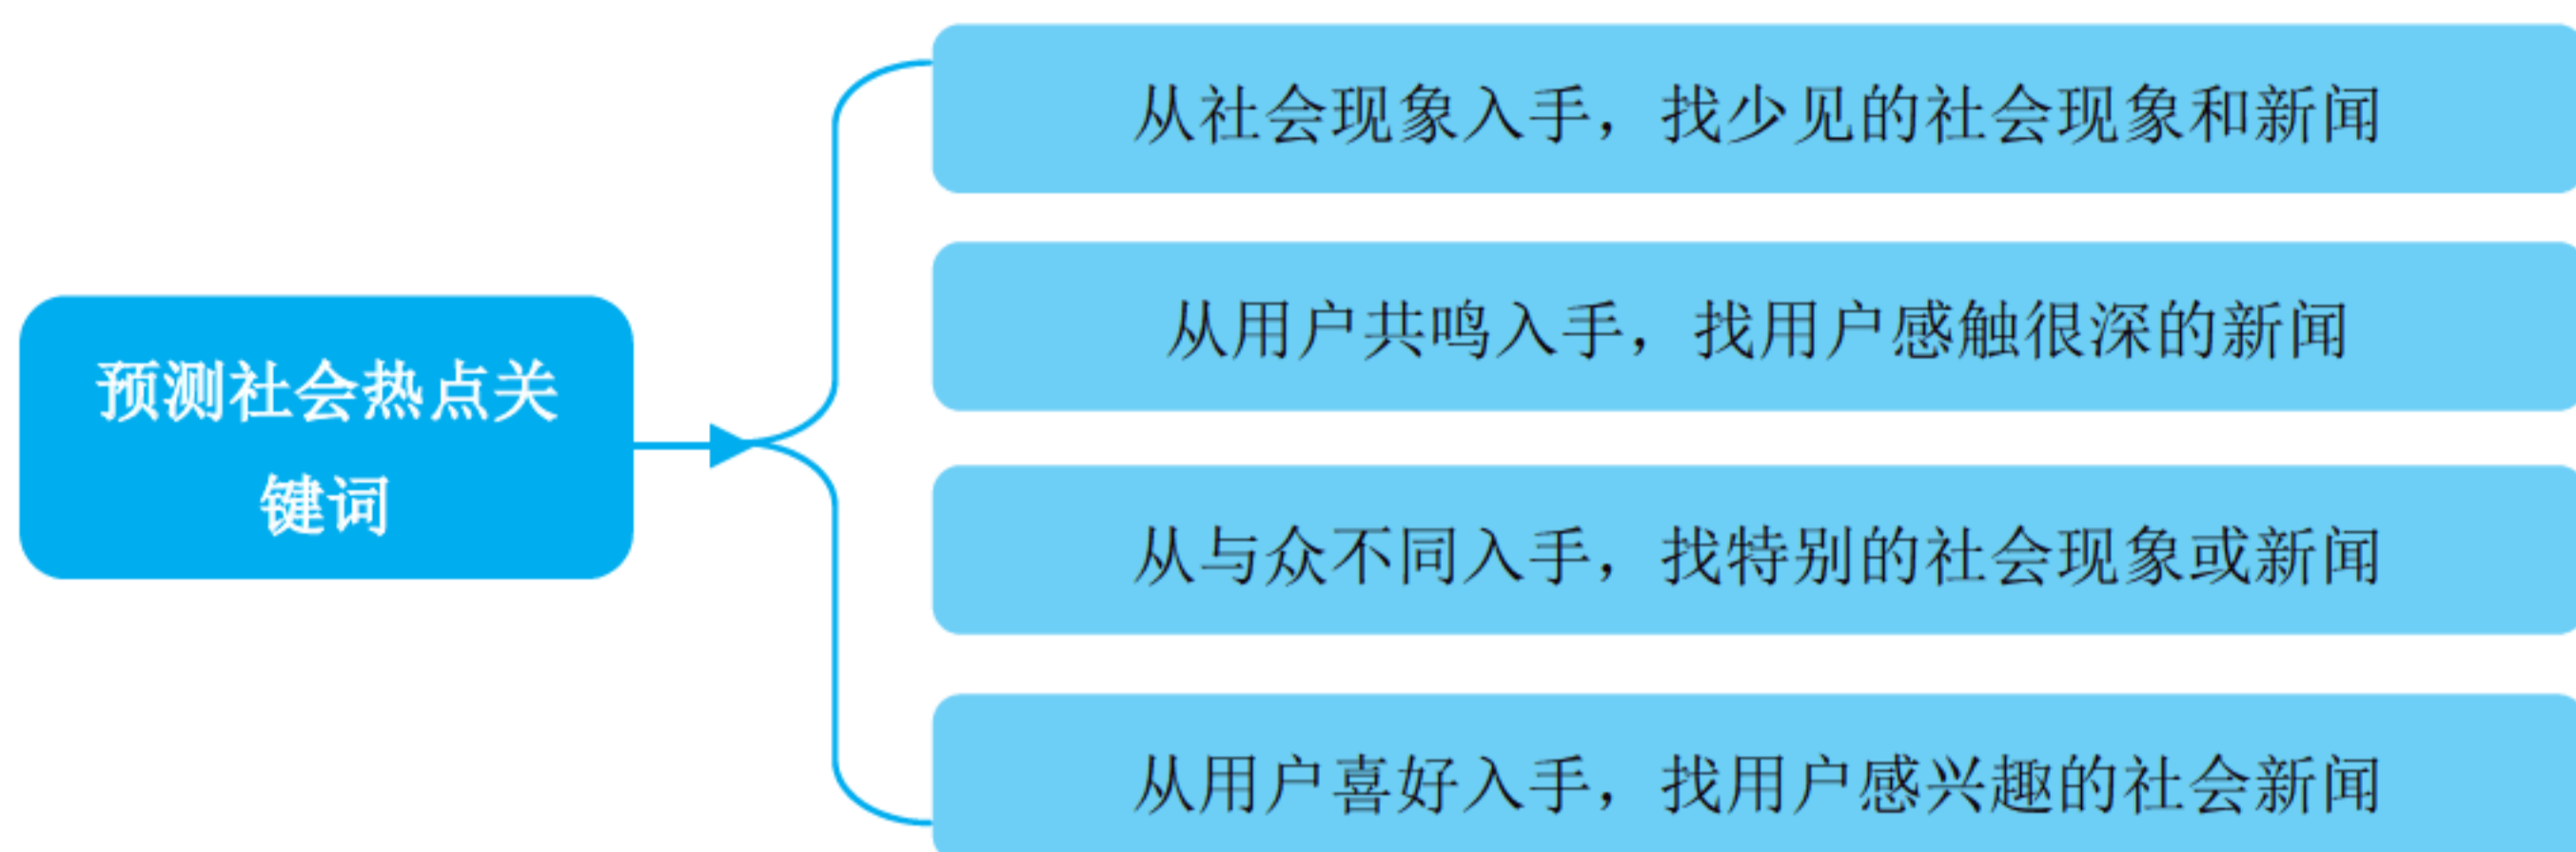 预测社会热点关
键词
从社会现象入手，找少见的社会现象和新闻
从用户共鸣入手，找用户感触很深的新闻
从与众不同入手，找特别的社会现象或新闻
从用户喜好入手，找用户感兴趣的社会新闻